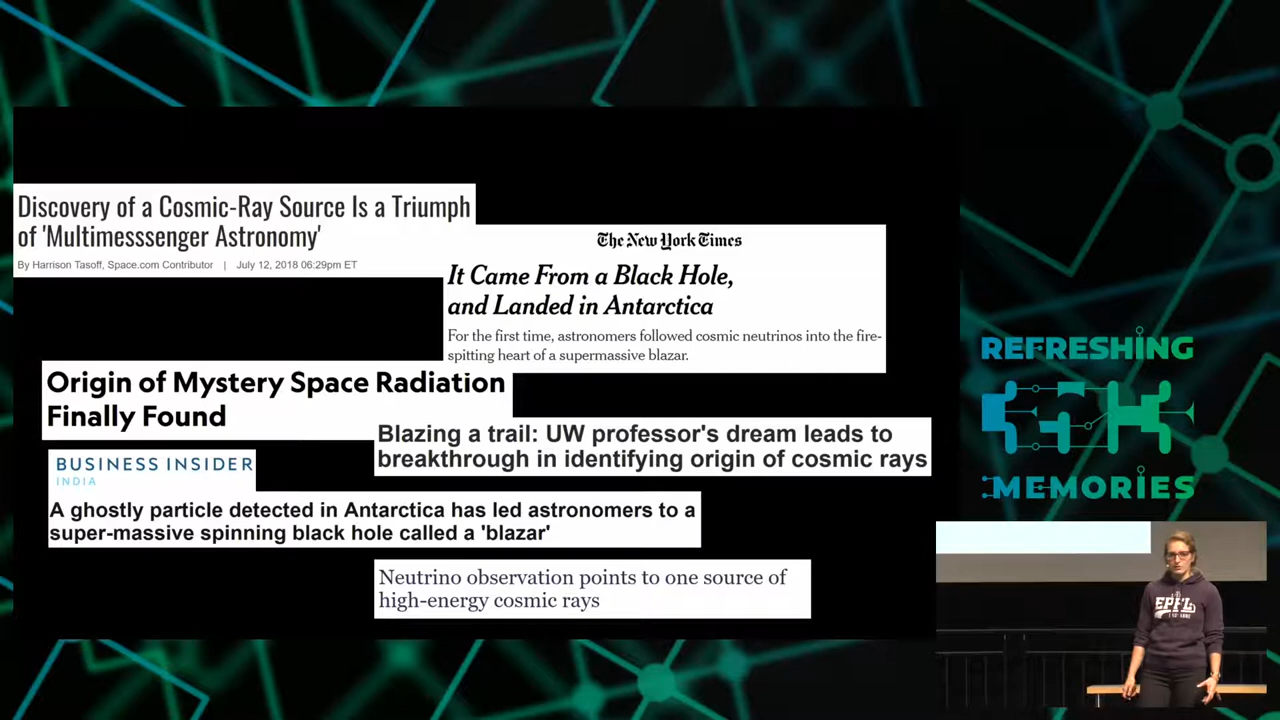 Discovery of a Cosmic-Ray Source Is a Triumph
of 'Multimesssenger Astronomy'
By Harrison Tasoff, Space.com Contributor | July 12, 2018 06:29pm ET
The New York Times
It Came From a Black Hole,
and Landed in Antarctica
For the first time, astronomers followed cosmic neutrinos into the fire-
spitting heart of a supermassive blazar.
Origin of Mystery Space Radiation
Finally Found
Blazing a trail: UW professor's dream leads to
breakthrough in identifying origin of cosmic rays
BUSINESS INSIDER
INDIA
A ghostly particle detected in Antarctica has led astronomers to a
super-massive spinning black hole called a 'blazar'
Neutrino observation points to one source of
high-energy cosmic rays
REFRESHING
35C3
MEMORIES
EPFL